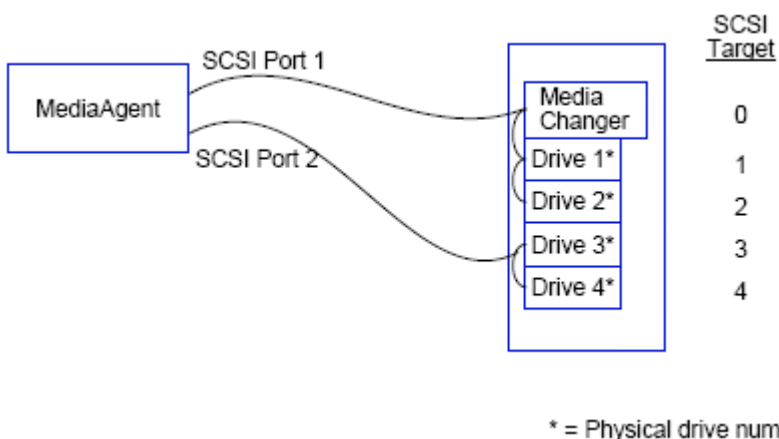 SCSI
Target
SCSI Port 1
MediaAgent
SCSI Port 2
Media
Changer
0
Drive 1*
1
Drive 2*
2
Drive 3*
3
Drive 4*
4
* = Physical drive num